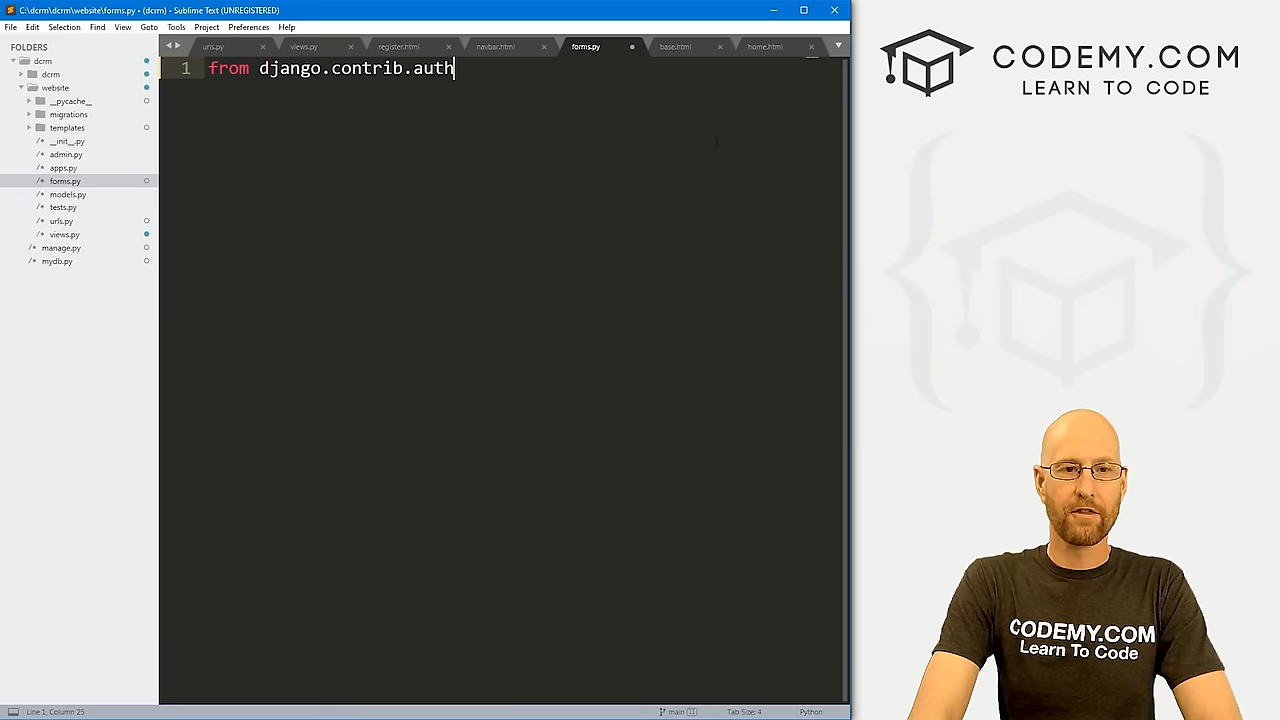 C:\dcrm\dcrm\website\forms.py • (dcrm) - Sublime Text (UNREGISTERED)
File Edit Selection Find View Goto Tools Project Preferences Help
FOLDERS
dcrm
dcrm
website
__pycache__
migrations
templates
__init__.py
admin.py
apps.py
forms.py
models.py
tests.py
urls.py
views.py
manage.py
mydb.py
urls.py views.py register.html navbar.html forms.py base.html home.html
1 from django.contrib.auth
Line 1, Column 25 main 11 Tab Size: 4 Python
CODEMY.COM
LEARN TO CODE
CODEMY.COM
Learn To Code